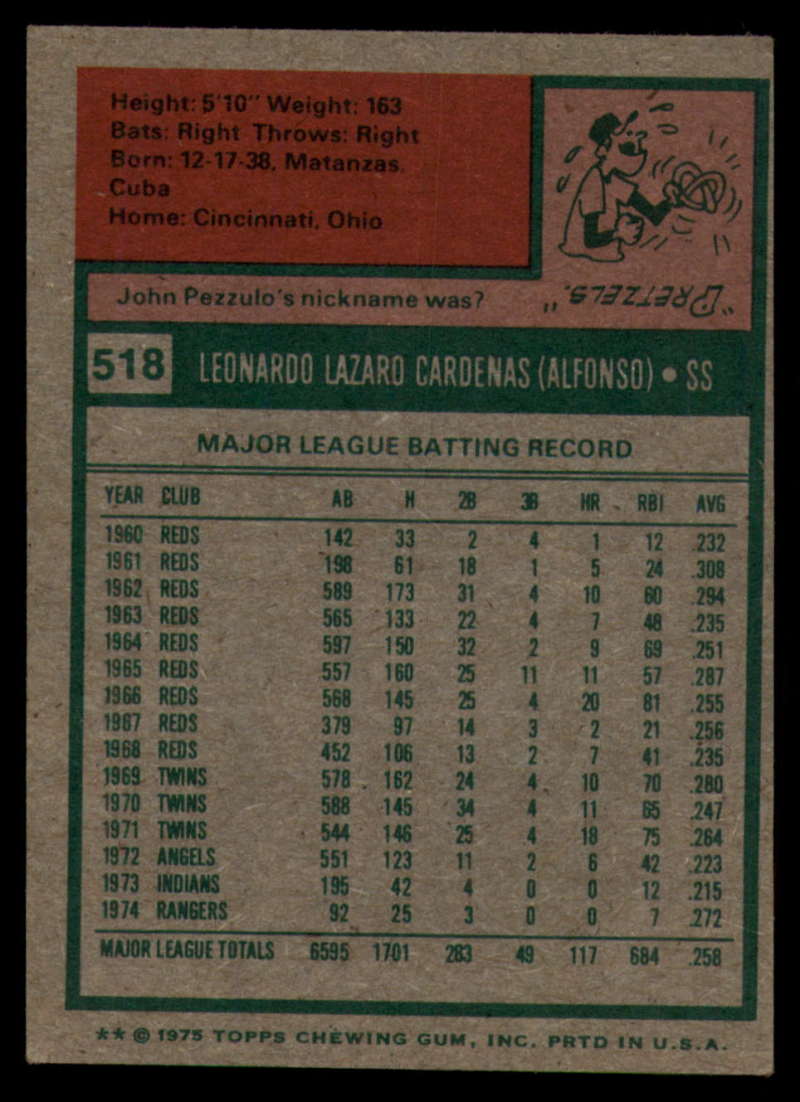 Height: 5'10" Weight: 163
Bats: Right Throws: Right
Born: 12-17-38, Matanzas,
Cuba
Home: Cincinnati, Ohio
John Pezzulo's nickname was?
"PRETZELS."
518 LEONARDO LAZARO CARDENAS (ALFONSO) • SS
MAJOR LEAGUE BATTING RECORD
YEAR CLUB AB H 2B 3B HR RBI AVG
1960 REDS 142 33 2 4 1 12 .232
1961 REDS 198 61 18 1 5 24 .308
1962 REDS 589 173 31 4 10 60 .294
1963 REDS 565 133 22 4 7 48 .235
1964 REDS 597 150 32 2 9 69 .251
1965 REDS 557 160 25 11 11 57 .287
1966 REDS 568 145 25 4 20 81 .255
1967 REDS 379 97 14 3 2 21 .256
1968 REDS 452 106 13 2 7 41 .235
1969 TWINS 578 162 24 4 10 70 .280
1970 TWINS 588 145 34 4 11 65 .247
1971 TWINS 544 146 25 4 18 75 .264
1972 ANGELS 551 123 11 2 6 42 .223
1973 INDIANS 195 42 4 0 0 12 .215
1974 RANGERS 92 25 3 0 0 7 .272
MAJOR LEAGUE TOTALS 6595 1701 283 49 117 684 .258
** © 1975 TOPPS CHEWING GUM, INC. PRTD IN U.S.A.